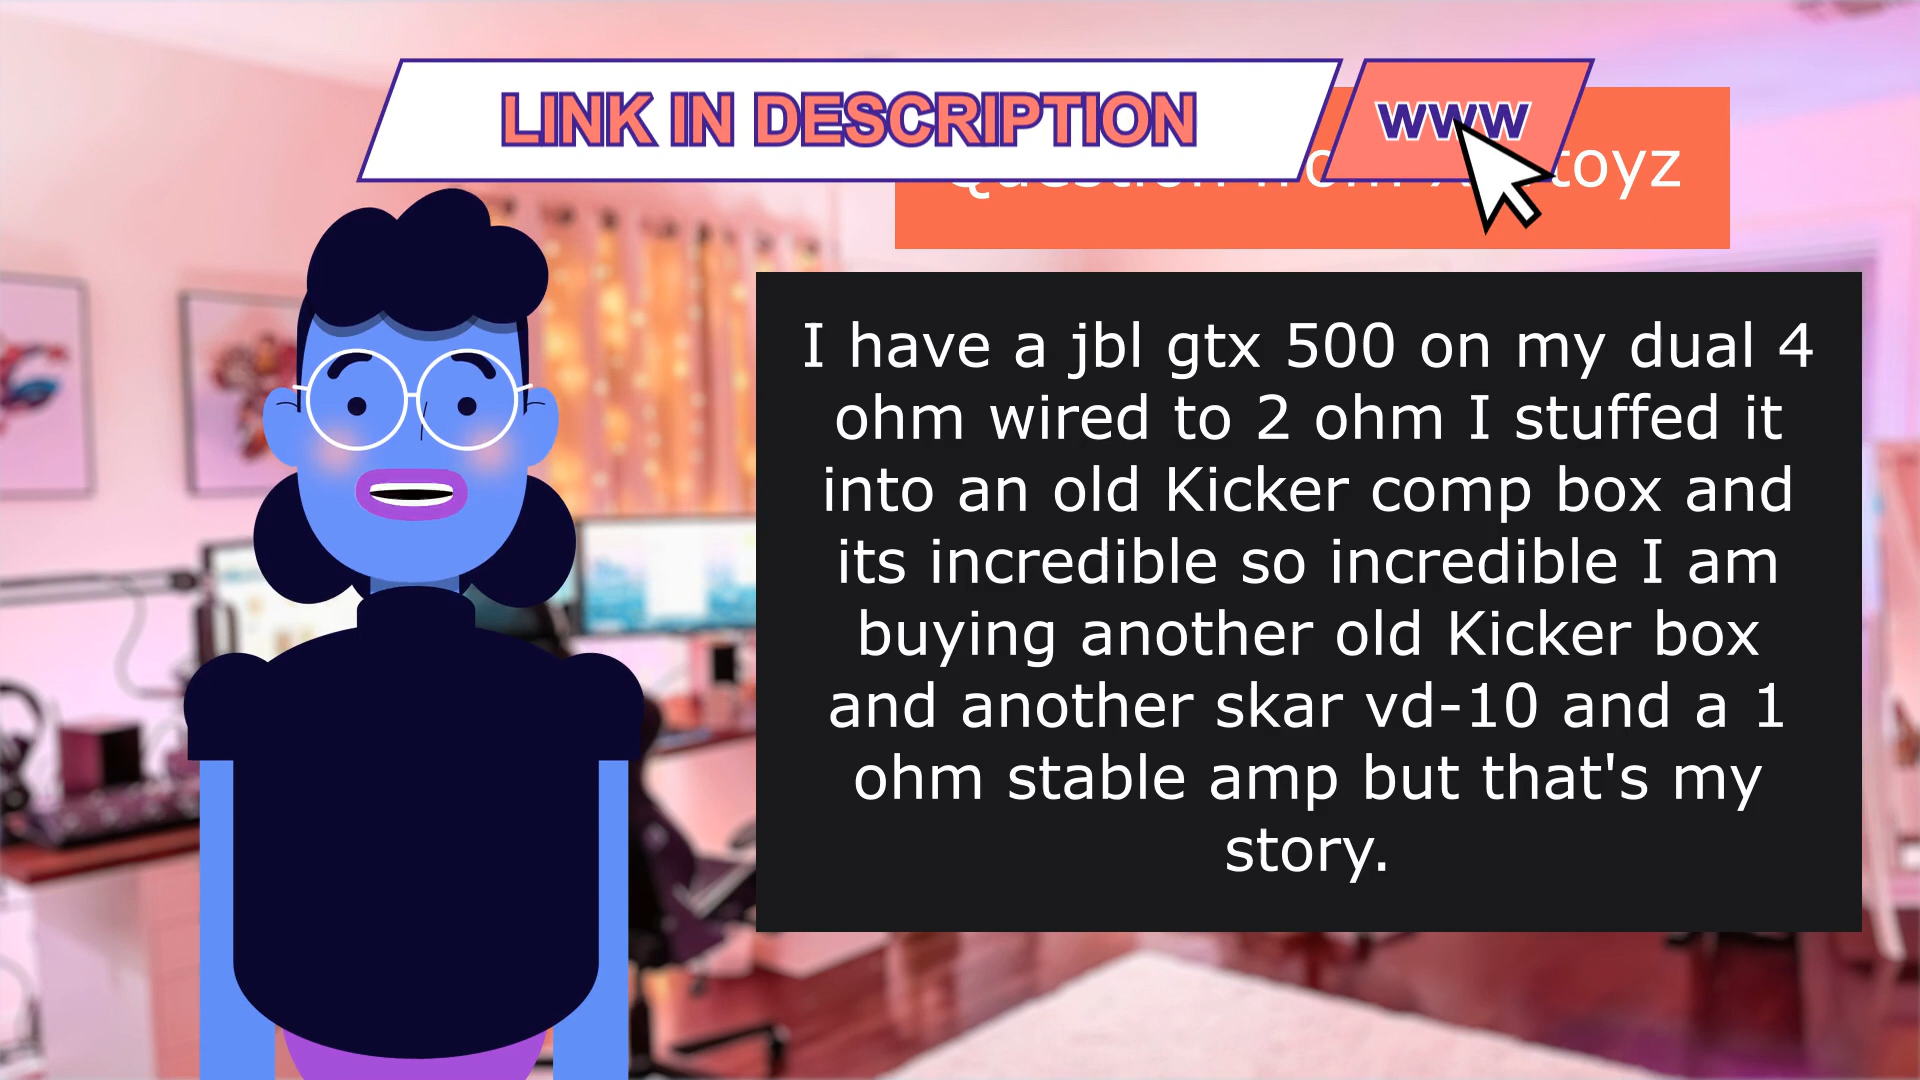 LINK IN DESCRIPTION
www
toyz
I have a jbl gtx 500 on my dual 4
ohm wired to 2 ohm I stuffed it
into an old Kicker comp box and
its incredible so incredible I am
buying another old Kicker box
and another skar vd-10 and a 1
ohm stable amp but that's my
story.